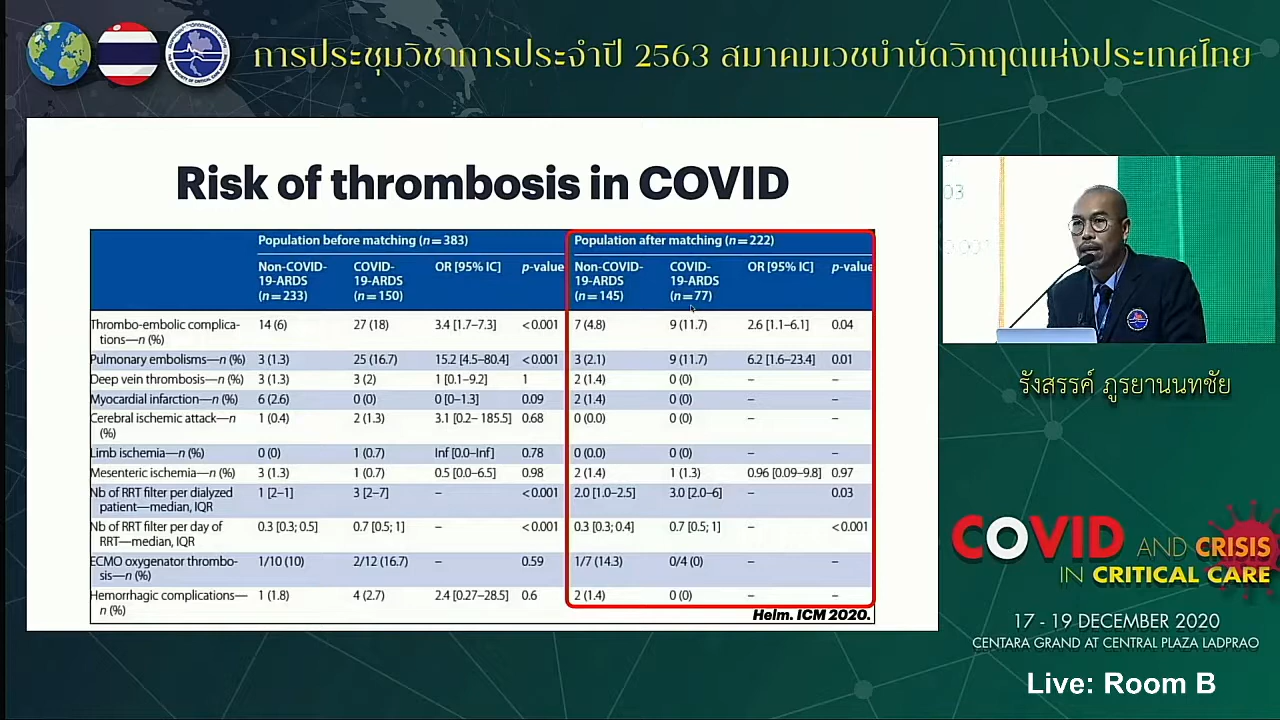 การประชุมวิชาการประจำปี 2563 สมาคมเวชบำบัดวิกฤตแห่งประเทศไทย
Risk of thrombosis in COVID
Population before matching (n=383) Population after matching (n=222)
Non-COVID-19-ARDS (n=233) COVID-19-ARDS (n=150) OR [95% IC] p-value Non-COVID-19-ARDS (n=145) COVID-19-ARDS (n=77) OR [95% IC] p-value
Thrombo-embolic complications—n (%) 14 (6) 27 (18) 3.4 [1.7–7.3] <0.001 7 (4.8) 9 (11.7) 2.6 [1.1–6.1] 0.04
Pulmonary embolisms—n (%) 3 (1.3) 25 (16.7) 15.2 [4.5–80.4] <0.001 3 (2.1) 9 (11.7) 6.2 [1.6–23.4] 0.01
Deep vein thrombosis—n (%) 3 (1.3) 3 (2) 1 [0.1–9.2] 1 2 (1.4) 0 (0) – –
Myocardial infarction—n (%) 6 (2.6) 0 (0) 0 [0–1.3] 0.09 2 (1.4) 0 (0) – –
Cerebral ischemic attack—n (%) 1 (0.4) 2 (1.3) 3.1 [0.2– 185.5] 0.68 0 (0.0) 0 (0) – –
Limb ischemia—n (%) 0 (0) 1 (0.7) Inf [0.0–Inf] 0.78 0 (0.0) 0 (0) – –
Mesenteric ischemia—n (%) 3 (1.3) 1 (0.7) 0.5 [0.0–6.5] 0.98 2 (1.4) 1 (1.3) 0.96 [0.09–9.8] 0.97
Nb of RRT filter per dialyzed patient—median, IQR 1 [2–1] 3 [2–7] – <0.001 2.0 [1.0–2.5] 3.0 [2.0–6] – 0.03
Nb of RRT filter per day of RRT—median, IQR 0.3 [0.3; 0.5] 0.7 [0.5; 1] – <0.001 0.3 [0.3; 0.4] 0.7 [0.5; 1] – <0.001
ECMO oxygenator thrombosis—n (%) 1/10 (10) 2/12 (16.7) – 0.59 1/7 (14.3) 0/4 (0) – –
Hemorrhagic complications—n (%) 1 (1.8) 4 (2.7) 2.4 [0.27–28.5] 0.6 2 (1.4) 0 (0) – –
Helm. ICM 2020.
รังสรรค์ ภูรยานนทชัย
COVID AND CRISIS
IN CRITICAL CARE
17 - 19 DECEMBER 2020
CENTARA GRAND AT CENTRAL PLAZA LADPRAO
Live: Room B